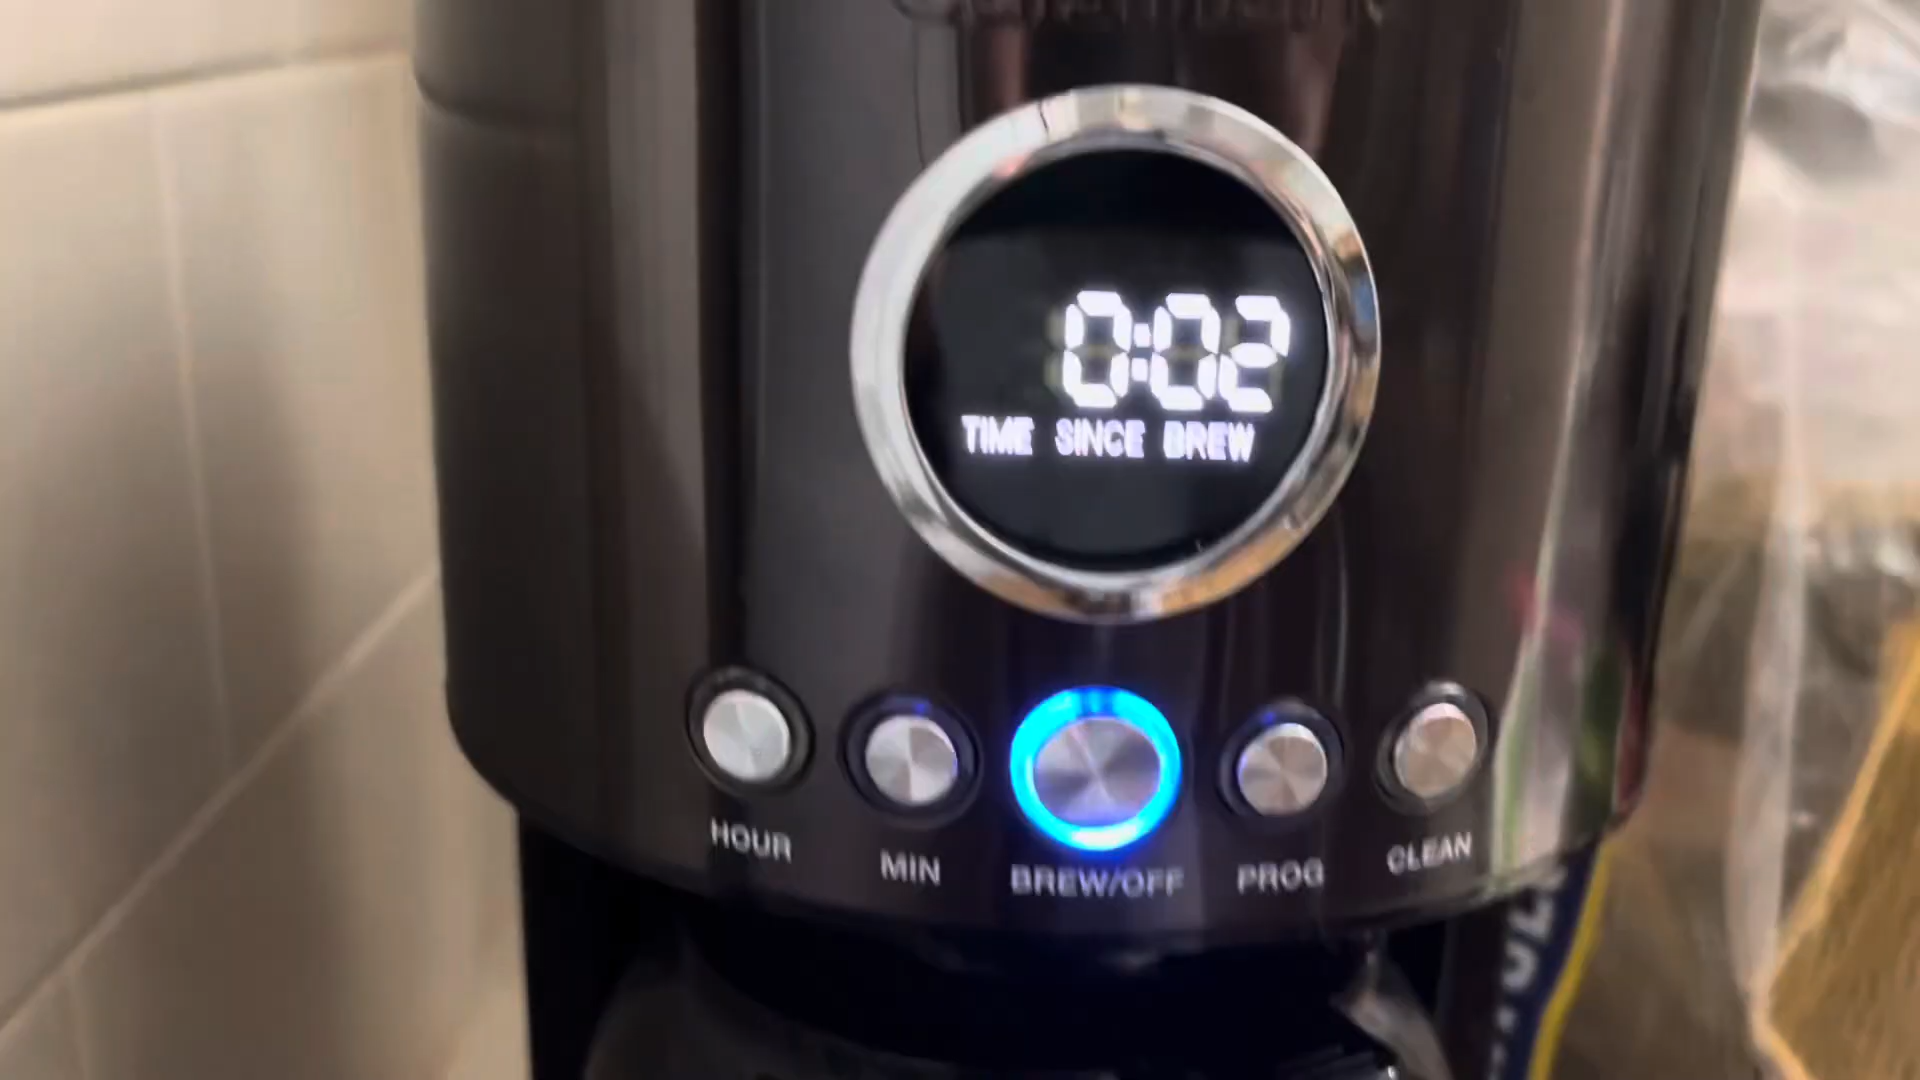 0:02
TIME SINCE BREW
HOUR
MIN
BREW/OFF
PROG
CLEAN